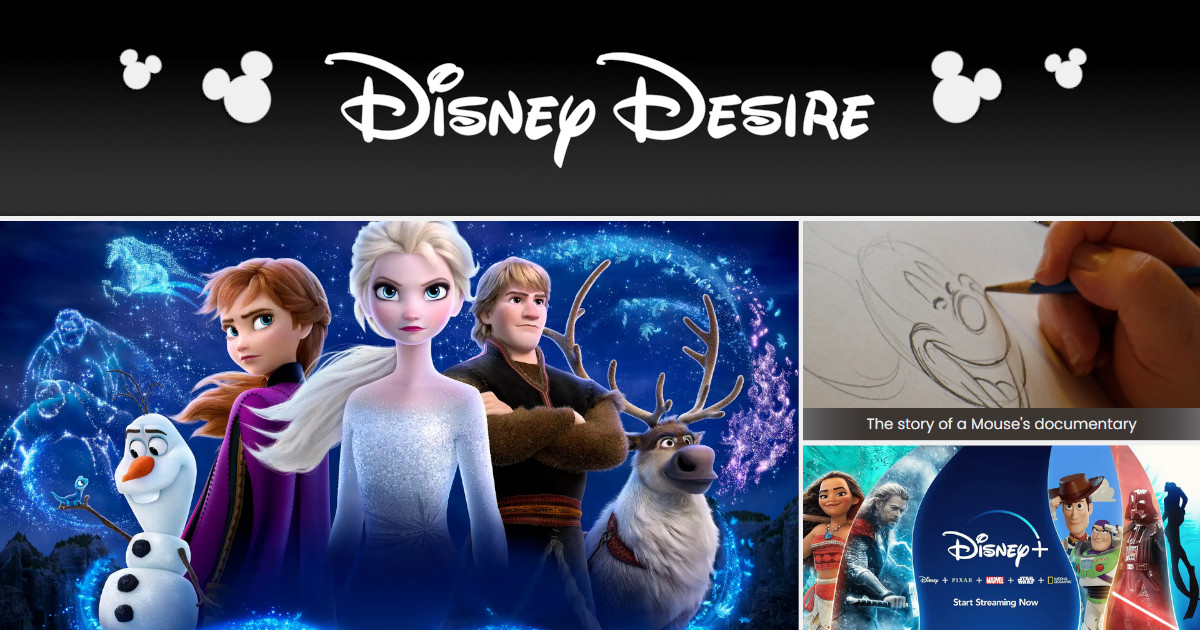 Disney Desire
The story of a Mouse's documentary
Disney+
Disney + PIXAR + MARVEL + STAR WARS + NATIONAL GEOGRAPHIC
Start Streaming Now